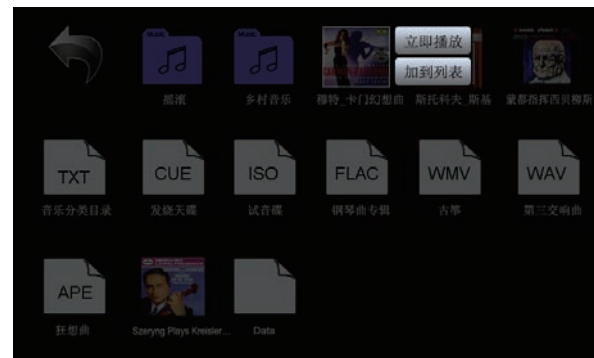 MUSIC
MUSIC
立即播放
加到列表
摇滚
乡村音乐
穆特_卡门幻想曲
斯托科夫_斯基
蒙都指挥西贝柳斯
TXT
CUE
ISO
FLAC
WMV
WAV
音乐分类目录
发烧天碟
试音碟
钢琴曲专辑
古筝
第三交响曲
APE
狂想曲
Szeryng Plays Kreisler...
Data